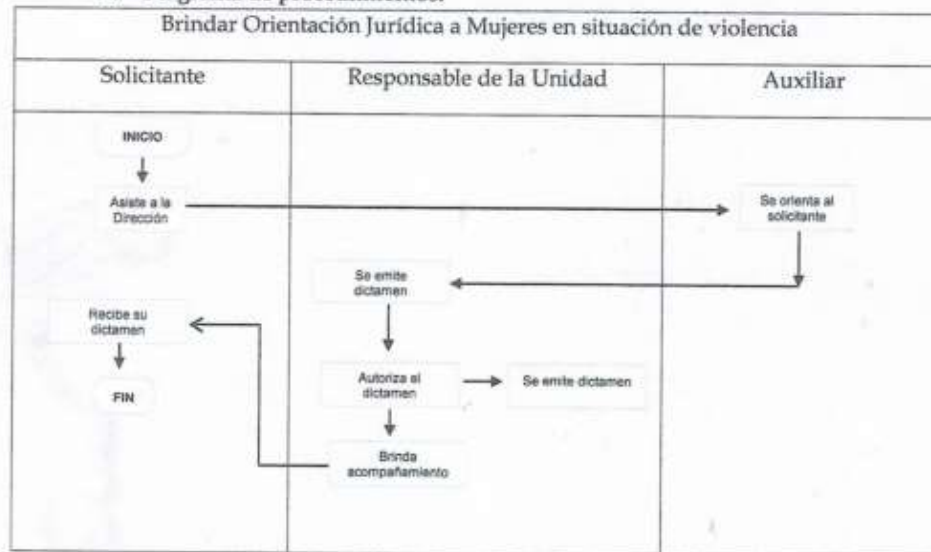 Brindar Orientación Jurídica a Mujeres en situación de violencia
Solicitante
Responsable de la Unidad
Auxiliar
INICIO
Asiste a la
Dirección
Se orienta al
solicitante
Se emite
dictamen
Recibe su
dictamen
Autoriza el
dictamen
Se emite dictamen
FIN
Brinda
acompañamiento